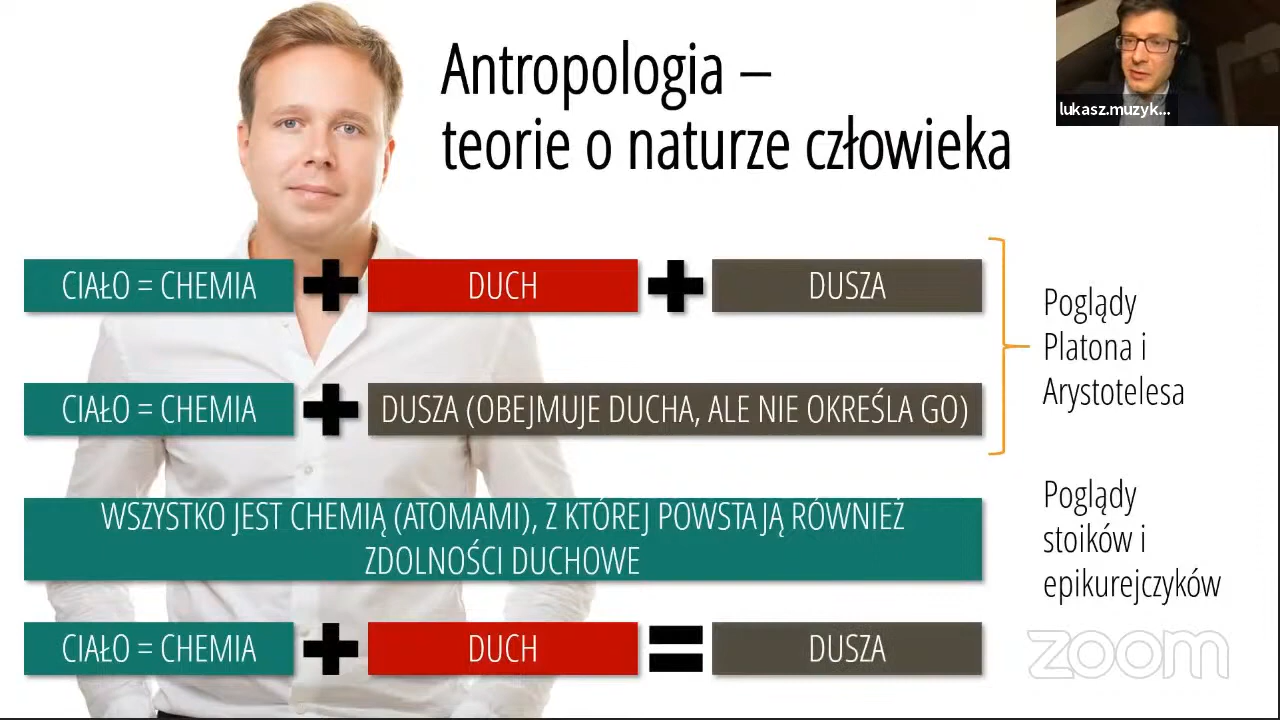 Antropologia –
teorie o naturze człowieka
lukasz.muzyk...
CIAŁO = CHEMIA + DUCH + DUSZA
CIAŁO = CHEMIA + DUSZA (OBEJMUJE DUCHA, ALE NIE OKREŚLA GO)
Poglądy
Platona i
Arystotelesa
WSZYSTKO JEST CHEMIĄ (ATOMAMI), Z KTÓREJ POWSTAJĄ RÓWNIEŻ
ZDOLNOŚCI DUCHOWE
Poglądy
stoików i
epikurejczyków
CIAŁO = CHEMIA + DUCH = DUSZA
zoom